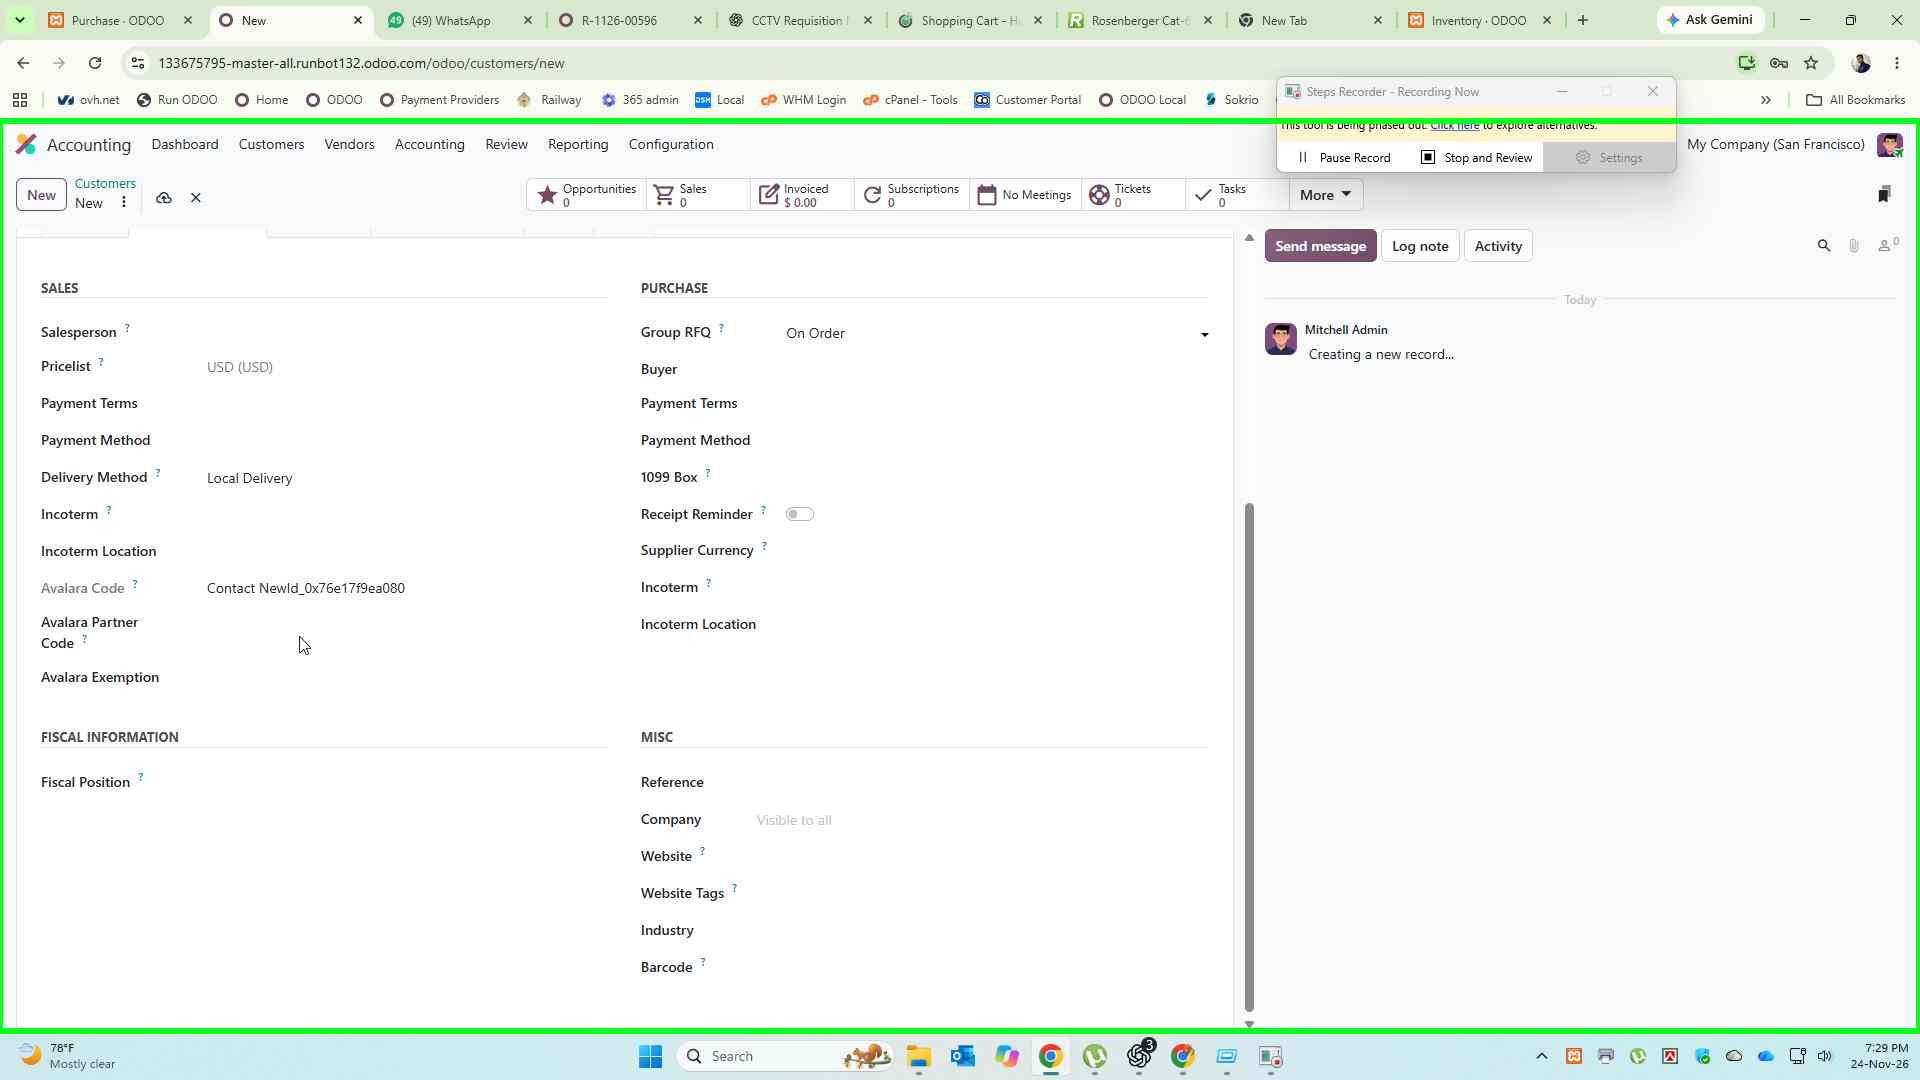 Purchase · ODOO
New
49 (49) WhatsApp
R-1126-00596
CCTV Requisition
Shopping Cart - H
Rosenberger Cat-6
New Tab
Inventory · ODOO
Ask Gemini
133675795-master-all.runbot132.odoo.com/odoo/customers/new
ovh.net
Run ODOO
Home
ODOO
Payment Providers
Railway
365 admin
DSM Local
cP WHM Login
cP cPanel - Tools
Customer Portal
ODOO Local
Sokrio
All Bookmarks
Steps Recorder - Recording Now
This tool is being phased out. Click here to explore alternatives.
Pause Record
Stop and Review
Settings
Accounting
Dashboard
Customers
Vendors
Accounting
Review
Reporting
Configuration
My Company (San Francisco)
New
Customers
New
Opportunities
0
Sales
0
Invoiced
$ 0.00
Subscriptions
0
No Meetings
Tickets
0
Tasks
0
More
Send message
Log note
Activity
0
Today
Mitchell Admin
Creating a new record...
SALES
Salesperson ?
Pricelist ? USD (USD)
Payment Terms
Payment Method
Delivery Method ? Local Delivery
Incoterm ?
Incoterm Location
Avalara Code ? Contact NewId_0x76e17f9ea080
Avalara Partner
Code ?
Avalara Exemption
PURCHASE
Group RFQ ? On Order
Buyer
Payment Terms
Payment Method
1099 Box ?
Receipt Reminder ?
Supplier Currency ?
Incoterm ?
Incoterm Location
FISCAL INFORMATION
Fiscal Position ?
MISC
Reference
Company Visible to all
Website ?
Website Tags ?
Industry
Barcode ?
78°F
Mostly clear
Search
3
7:29 PM
24-Nov-26